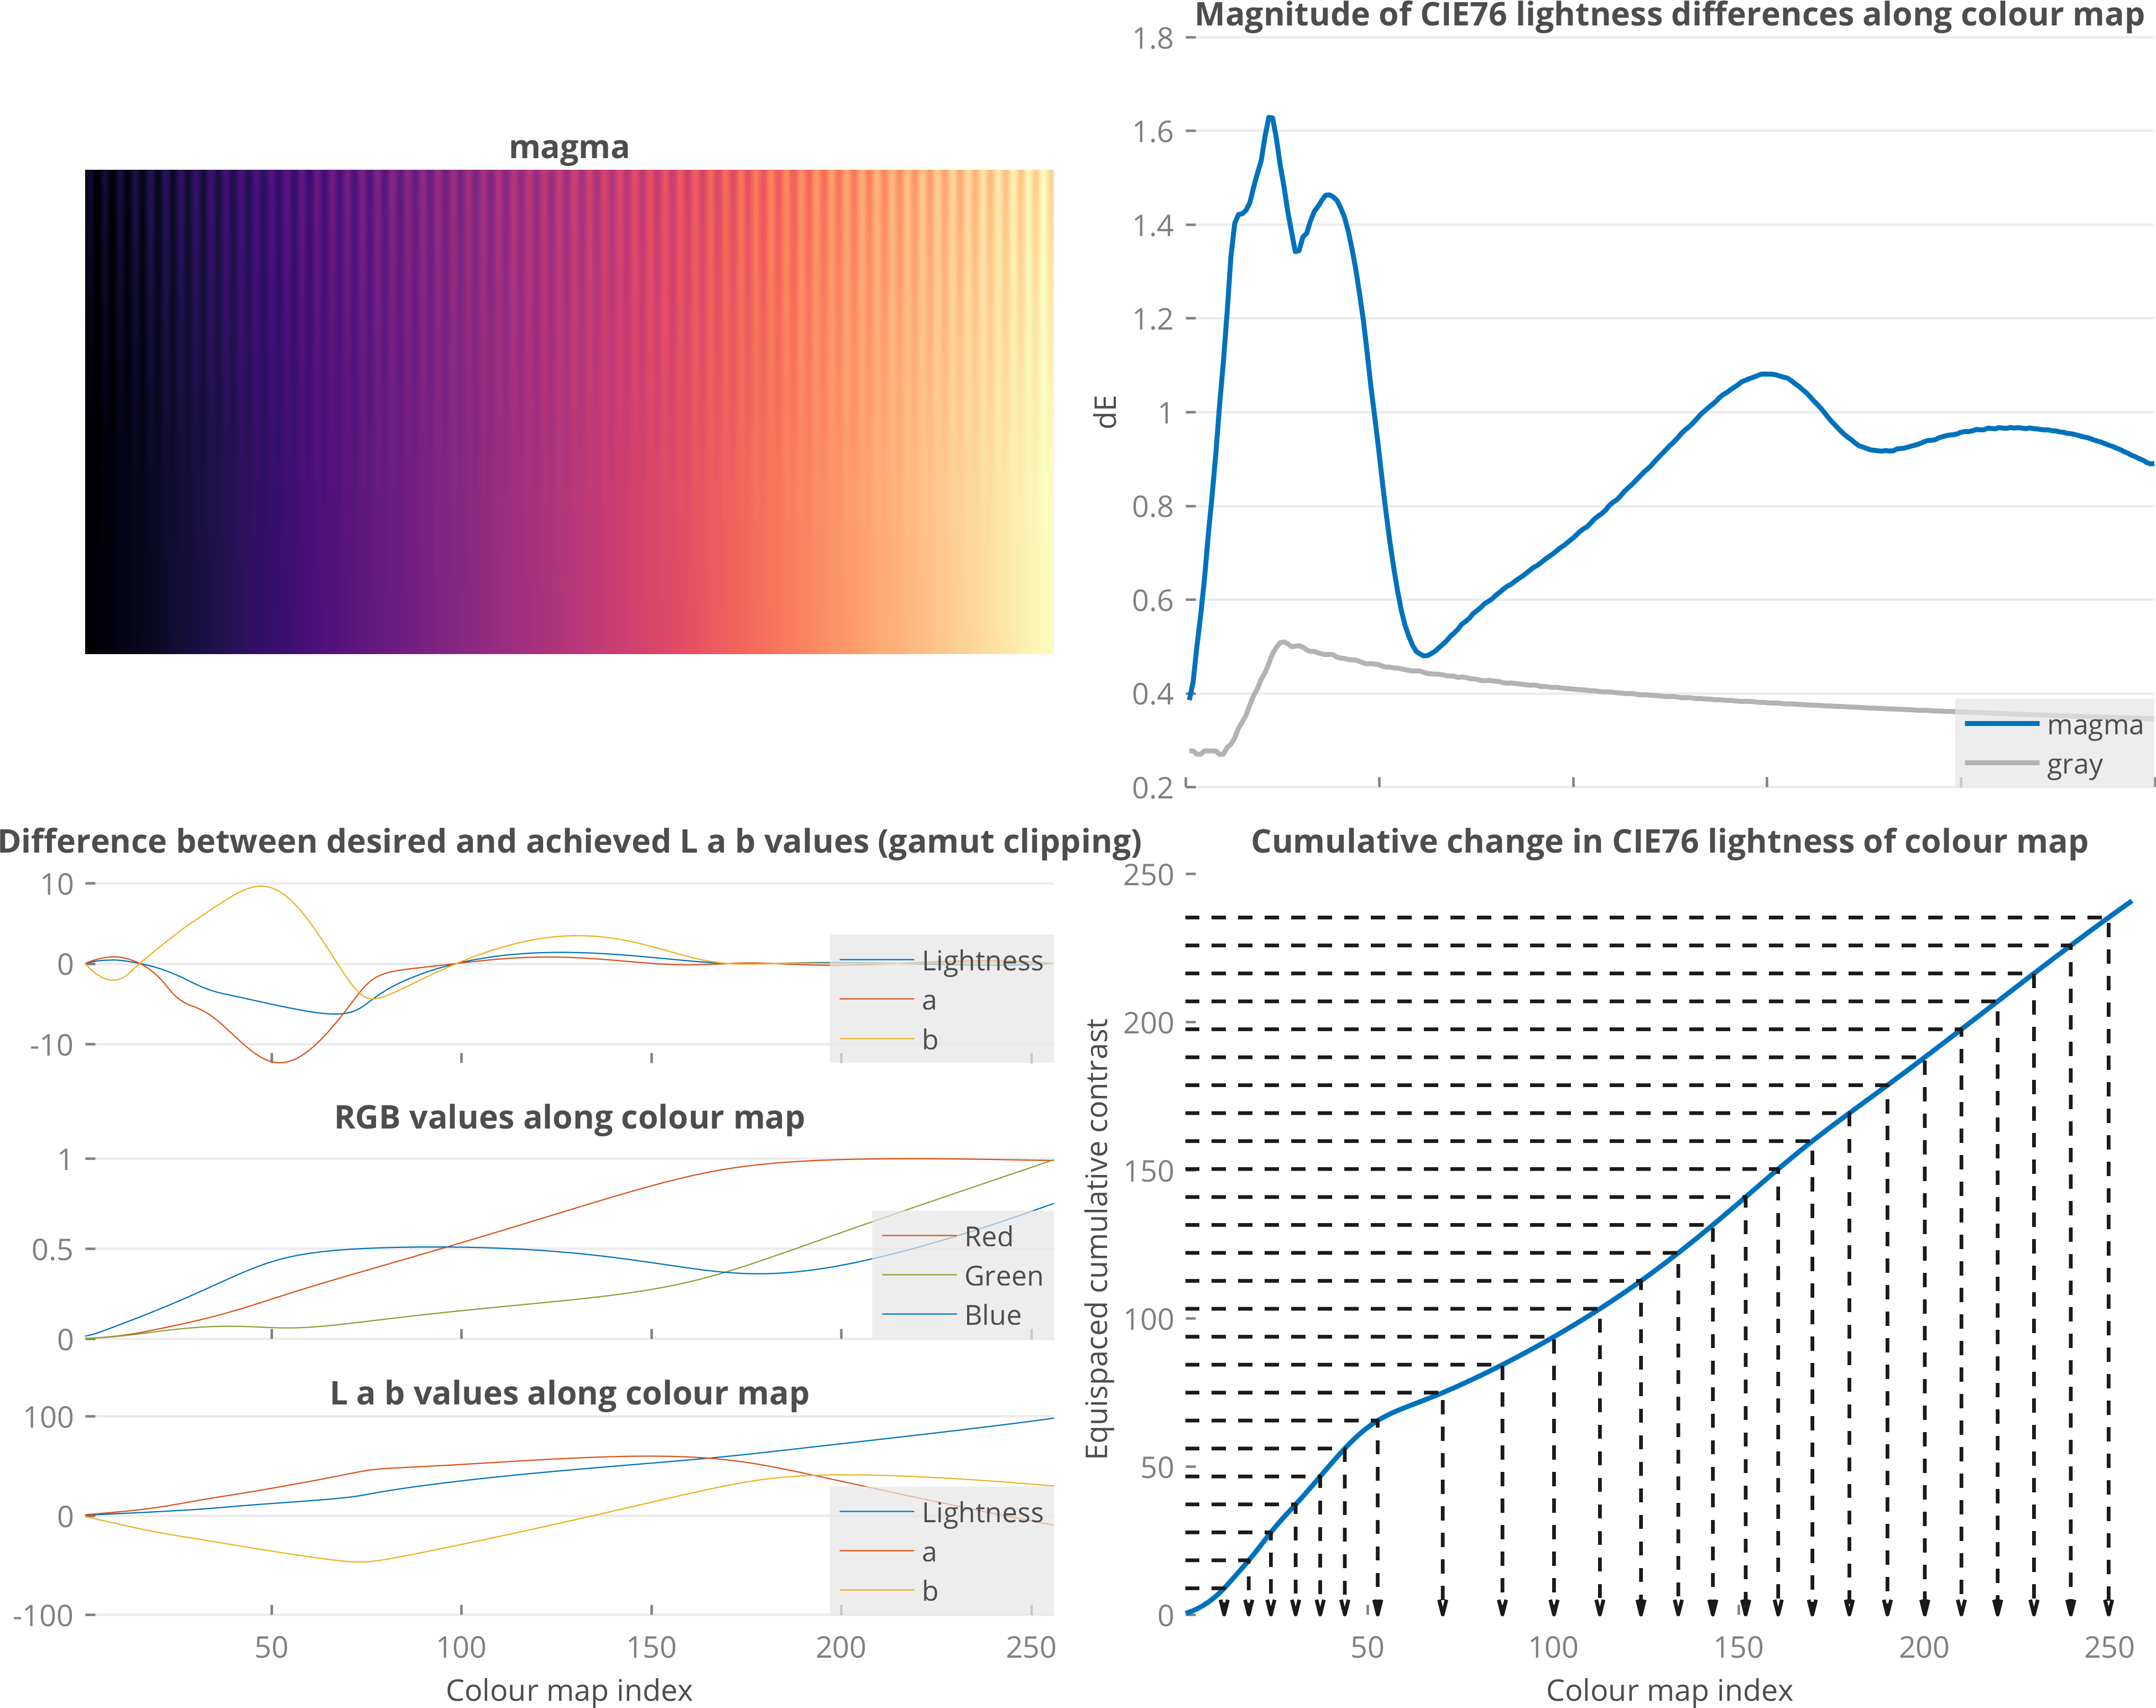 magma
Magnitude of CIE76 lightness differences along colour map
1.8
1.6
1.4
1.2
1
0.8
0.6
0.4
0.2
dE
magma
gray
Difference between desired and achieved L a b values (gamut clipping)
10
0
-10
Lightness
a
b
RGB values along colour map
1
0.5
0
Red
Green
Blue
L a b values along colour map
100
0
-100
Lightness
a
b
50 100 150 200 250
Colour map index
Cumulative change in CIE76 lightness of colour map
250
200
150
100
50
0
Equispaced cumulative contrast
50 100 150 200 250
Colour map index